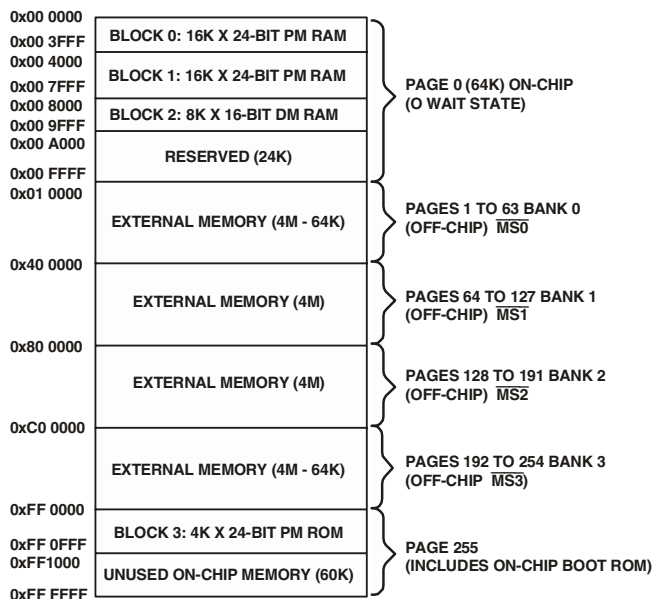 0x00 0000
BLOCK 0: 16K X 24-BIT PM RAM
0x00 3FFF
0x00 4000
BLOCK 1: 16K X 24-BIT PM RAM
0x00 7FFF
0x00 8000
BLOCK 2: 8K X 16-BIT DM RAM
0x00 9FFF
0x00 A000
RESERVED (24K)
0x00 FFFF
PAGE 0 (64K) ON-CHIP
(O WAIT STATE)
0x01 0000
EXTERNAL MEMORY (4M - 64K)
PAGES 1 TO 63 BANK 0
(OFF-CHIP) MS0
0x40 0000
EXTERNAL MEMORY (4M)
PAGES 64 TO 127 BANK 1
(OFF-CHIP) MS1
0x80 0000
EXTERNAL MEMORY (4M)
PAGES 128 TO 191 BANK 2
(OFF-CHIP) MS2
0xC0 0000
EXTERNAL MEMORY (4M - 64K)
PAGES 192 TO 254 BANK 3
(OFF-CHIP MS3)
0xFF 0000
BLOCK 3: 4K X 24-BIT PM ROM
0xFF 0FFF
0xFF1000
UNUSED ON-CHIP MEMORY (60K)
0xFF FFFF
PAGE 255
(INCLUDES ON-CHIP BOOT ROM)